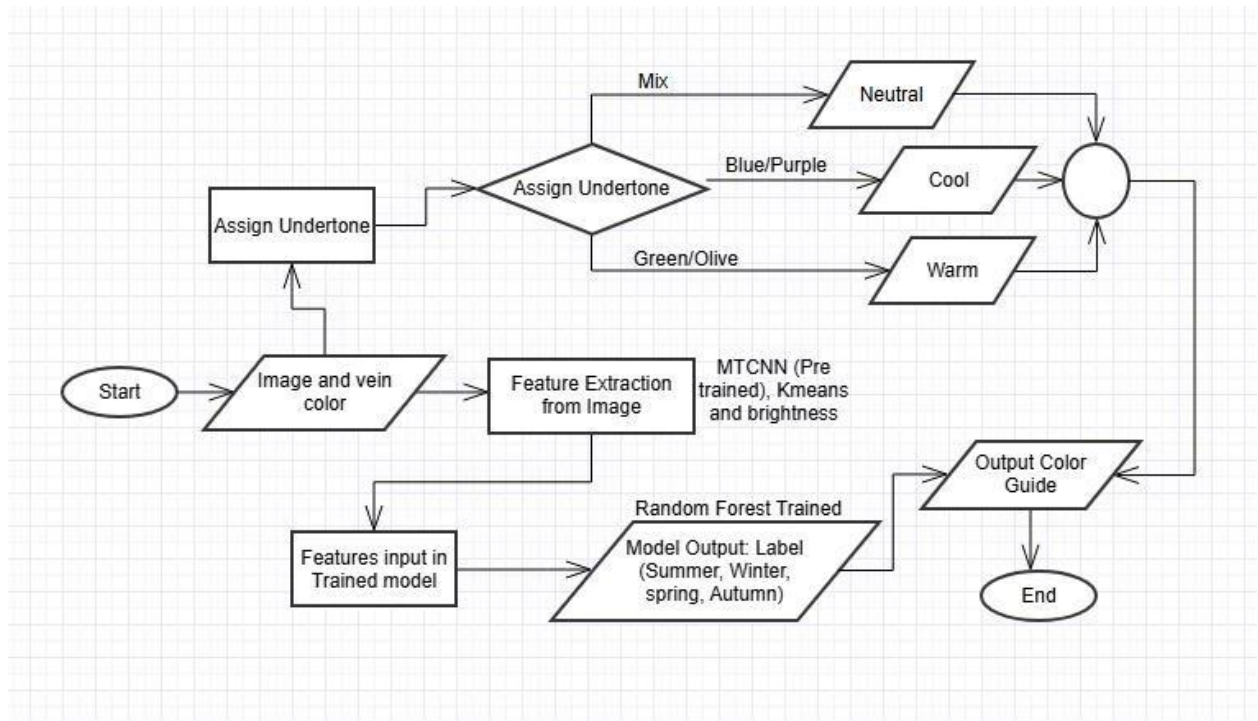 Mix
Neutral
Blue/Purple
Assign Undertone
Cool
Assign Undertone
Green/Olive
Warm
Start
Image and vein
color
Feature Extraction
from Image
MTCNN (Pre
trained), Kmeans
and brightness
Output Color
Guide
Random Forest Trained
Features input in
Trained model
Model Output: Label
(Summer, Winter,
spring, Autumn)
End